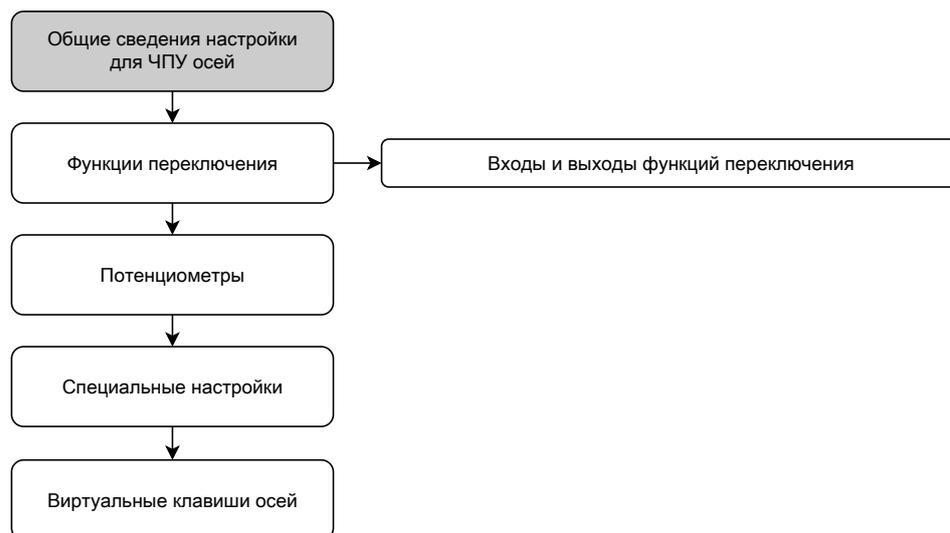 Общие сведения настройки
для ЧПУ осей
Функции переключения
Входы и выходы функций переключения
Потенциометры
Специальные настройки
Виртуальные клавиши осей